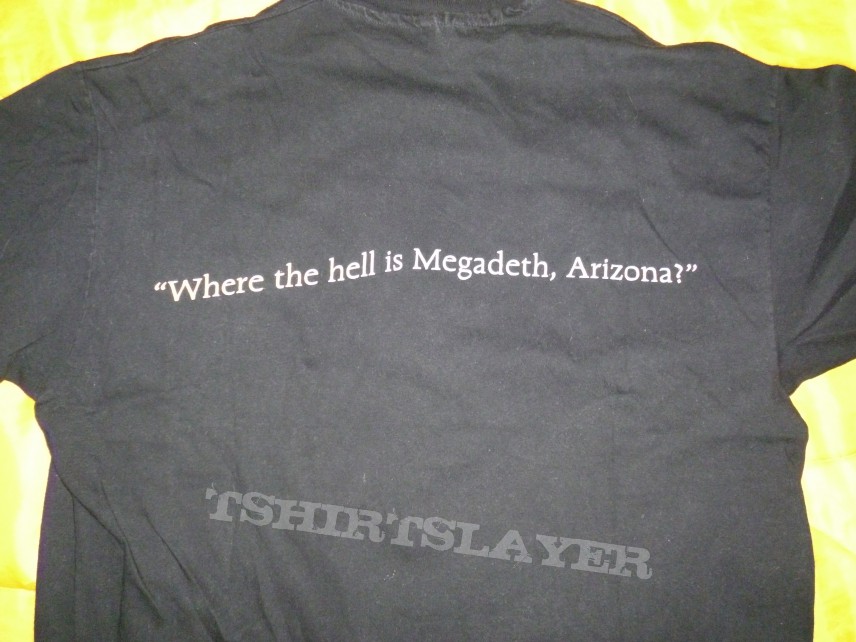 “Where the hell is Megadeth, Arizona?”
TSHIRTSLAYER